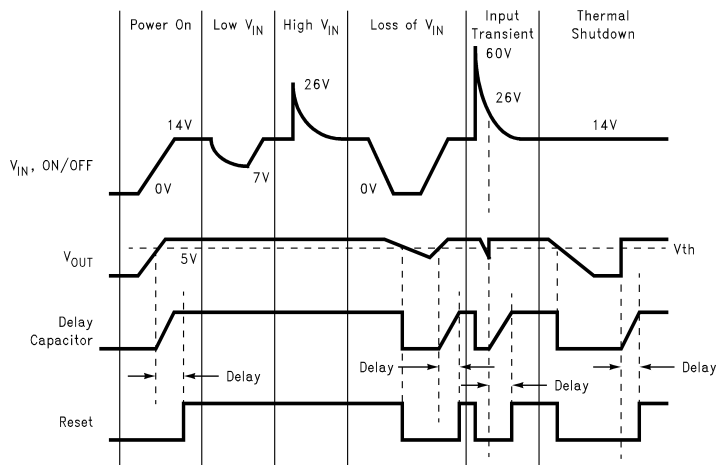 Power On
Low VIN
High VIN
Loss of VIN
Input
Transient
Thermal
Shutdown
60V
26V
26V
14V
14V
VIN, ON/OFF
0V
7V
0V
VOUT
5V
Vth
Delay
Capacitor
Delay
Delay
Delay
Delay
Reset